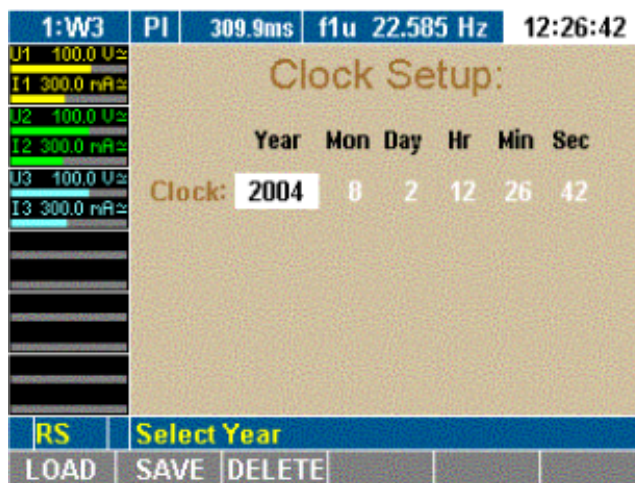 1:W3 PI 309.9ms f1u 22.585 Hz 12:26:42
U1 100.0 V≃
I1 300.0 mA≃
Clock Setup:
U2 100.0 V≃
I2 300.0 mA≃
Year Mon Day Hr Min Sec
U3 100.0 V≃
I3 300.0 mA≃
Clock: 2004 8 2 12 26 42
RS Select Year
LOAD SAVE DELETE